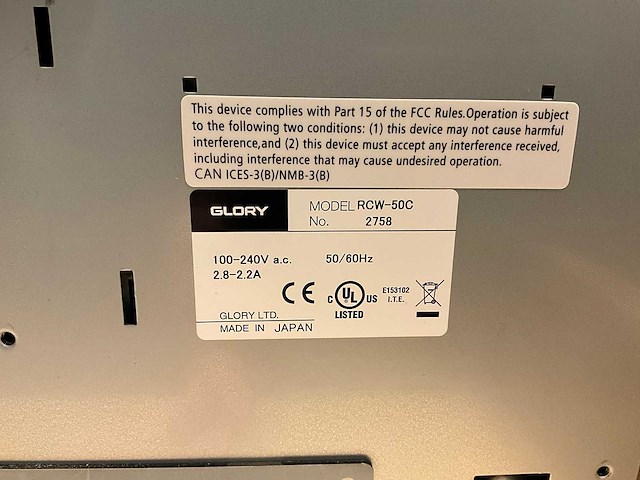 This device complies with Part 15 of the FCC Rules.Operation is subject
to the following two conditions: (1) this device may not cause harmful
interference,and (2) this device must accept any interference received,
including interference that may cause undesired operation.
CAN ICES-3(B)/NMB-3(B)
GLORY
MODEL RCW-50C
No. 2758
100-240V a.c. 50/60Hz
2.8-2.2A
CE
C UL US
LISTED
E153102
I.T.E.
GLORY LTD.
MADE IN JAPAN